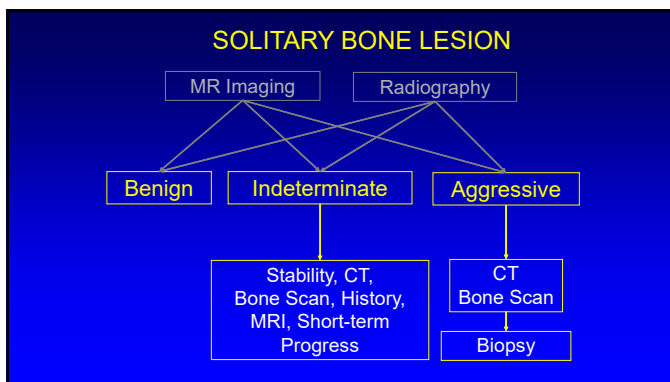 SOLITARY BONE LESION
MR Imaging
Radiography
Benign
Indeterminate
Aggressive
Stability, CT,
Bone Scan, History,
MRI, Short-term
Progress
CT
Bone Scan
Biopsy